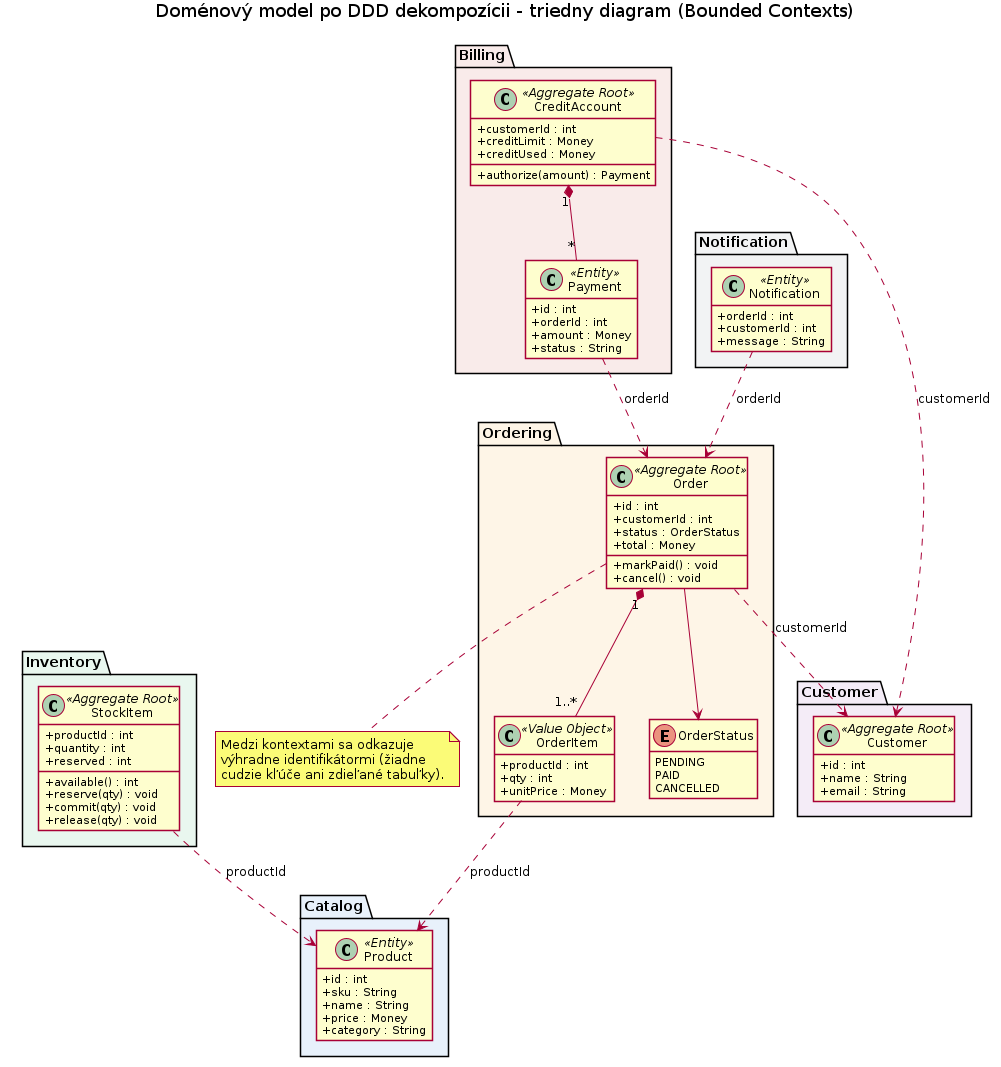 Doménový model po DDD dekompozícii - triedny diagram (Bounded Contexts)
Billing
C «Aggregate Root»
CreditAccount
+customerId : int
+creditLimit : Money
+creditUsed : Money
+authorize(amount) : Payment
1
*
C «Entity»
Payment
+id : int
+orderId : int
+amount : Money
+status : String
Notification
C «Entity»
Notification
+orderId : int
+customerId : int
+message : String
orderId
orderId
customerId
Ordering
C «Aggregate Root»
Order
+id : int
+customerId : int
+status : OrderStatus
+total : Money
+markPaid() : void
+cancel() : void
1
customerId
1..*
C «Value Object»
OrderItem
+productId : int
+qty : int
+unitPrice : Money
E OrderStatus
PENDING
PAID
CANCELLED
Inventory
C «Aggregate Root»
StockItem
+productId : int
+quantity : int
+reserved : int
+available() : int
+reserve(qty) : void
+commit(qty) : void
+release(qty) : void
Medzi kontextami sa odkazuje
výhradne identifikátormi (žiadne
cudzie kľúče ani zdieľané tabuľky).
Customer
C «Aggregate Root»
Customer
+id : int
+name : String
+email : String
productId
productId
Catalog
C «Entity»
Product
+id : int
+sku : String
+name : String
+price : Money
+category : String